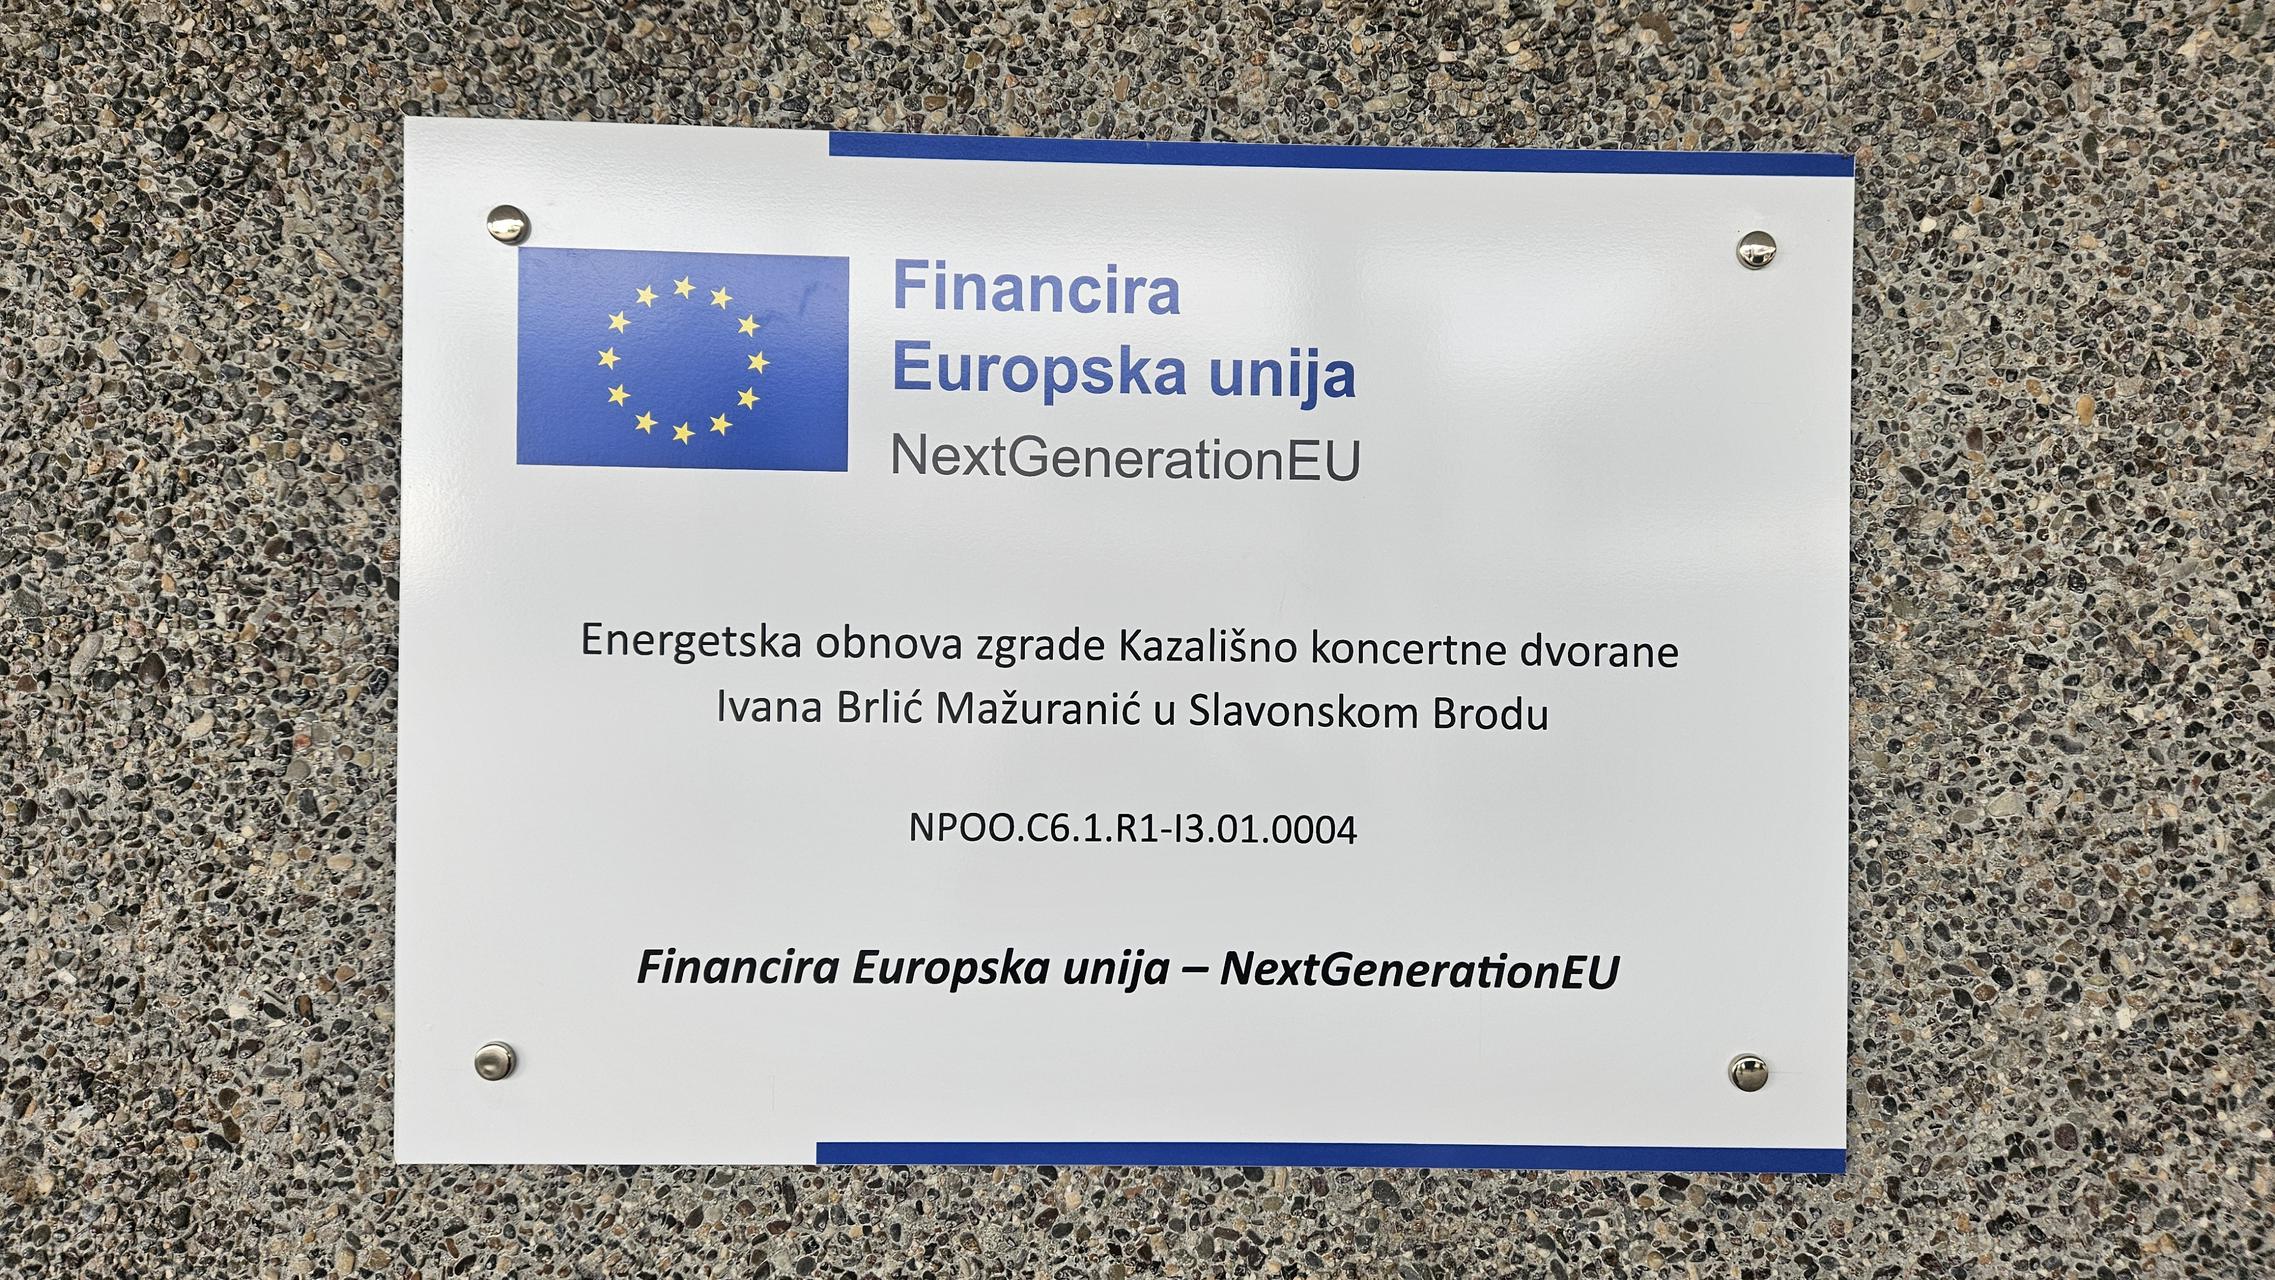 Financira
Europska unija
NextGenerationEU
Energetska obnova zgrade Kazališno koncertne dvorane
Ivana Brlić Mažuranić u Slavonskom Brodu
NPOO.C6.1.R1-I3.01.0004
Financira Europska unija – NextGenerationEU